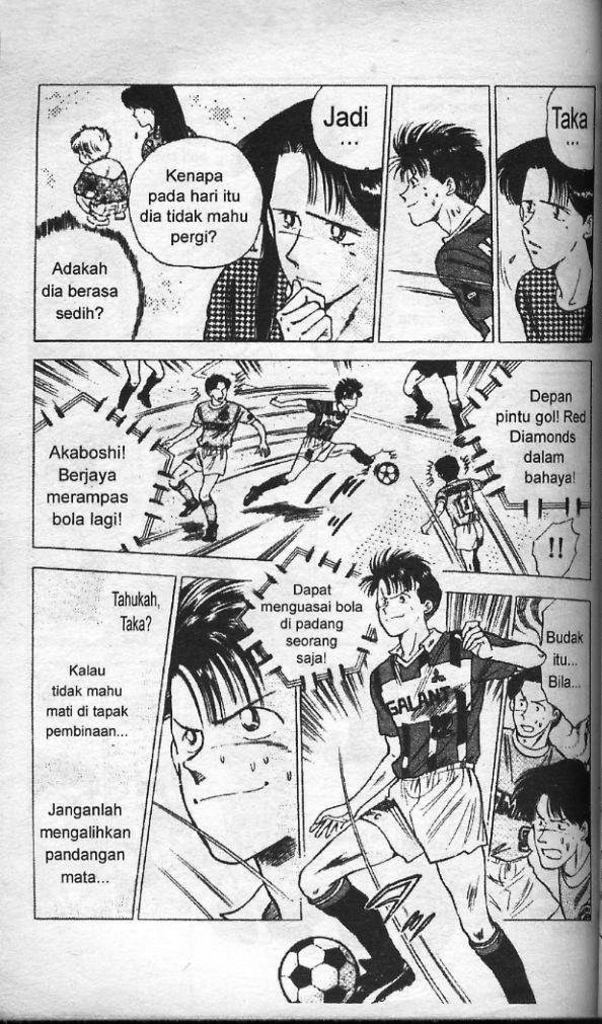 Taka
...
Jadi
...
Kenapa
pada hari itu
dia tidak mahu
pergi?
Adakah
dia berasa
sedih?
Depan
pintu gol! Red
Diamonds
dalam
bahaya!
!!
10
Akaboshi!
Berjaya
merampas
bola lagi!
Budak
itu...
Bila...
Dapat
menguasai bola
di padang
seorang
saja!
GALANT
12
Tahukah,
Taka?
Kalau
tidak mahu
mati di tapak
pembinaan...
Janganlah
mengalihkan
pandangan
mata...